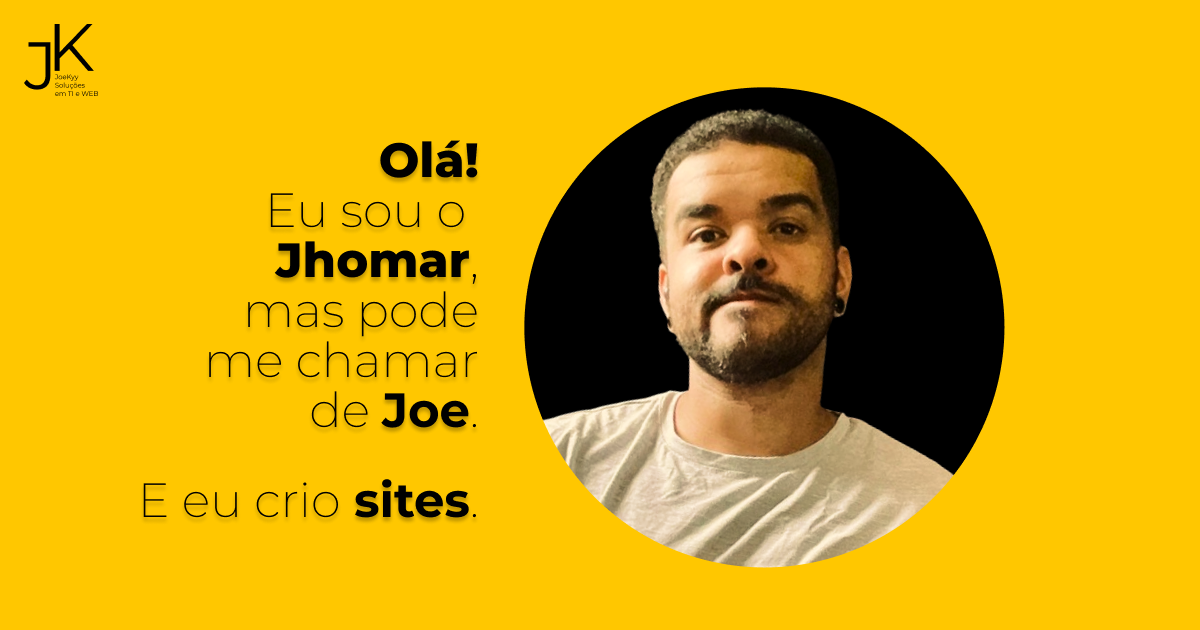 JK
JoeKyy
Soluções
em TI e WEB
Olá!
Eu sou o
Jhomar,
mas pode
me chamar
de Joe.
E eu crio sites.